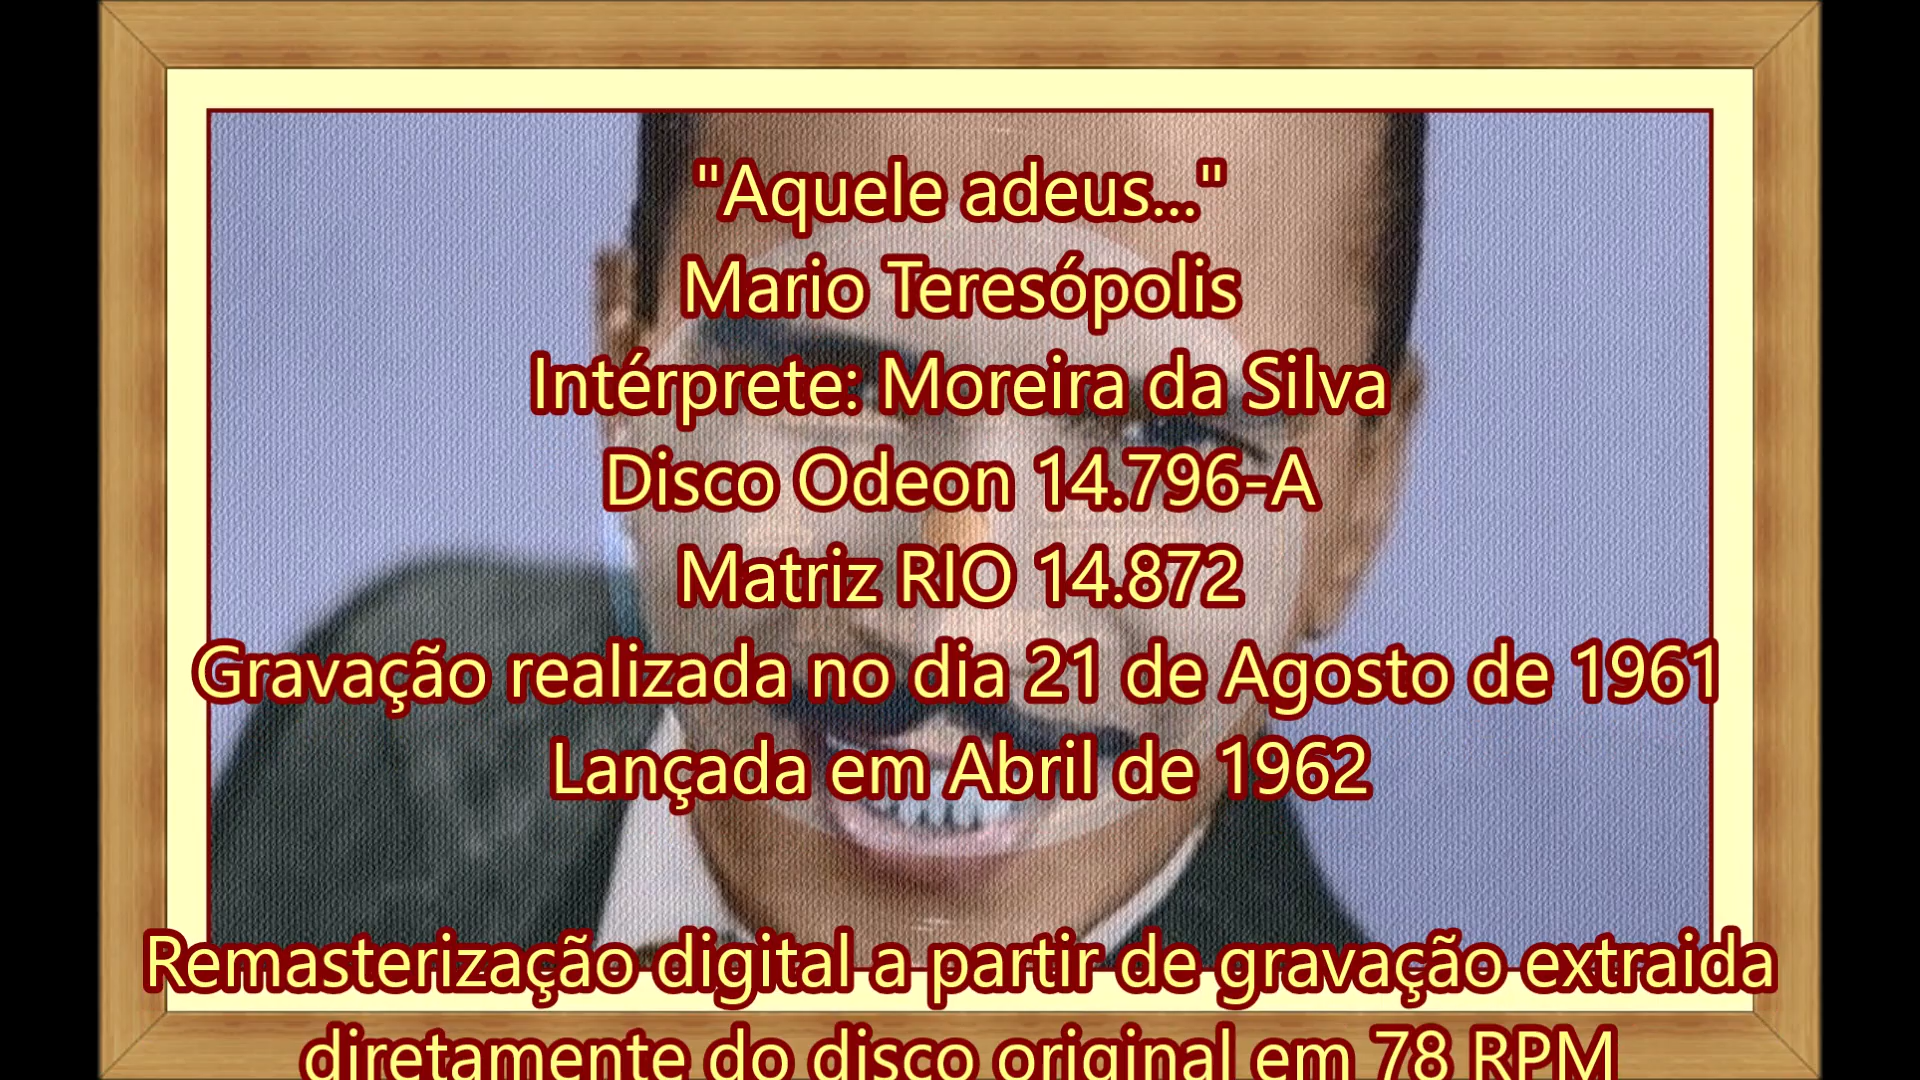 "Aquele adeus..."
Mario Teresópolis
Intérprete: Moreira da Silva
Disco Odeon 14.796-A
Matriz RIO 14.872
Gravação realizada no dia 21 de Agosto de 1961
Lançada em Abril de 1962
Remasterização digital a partir de gravação extraida
diretamente do disco original em 78 RPM